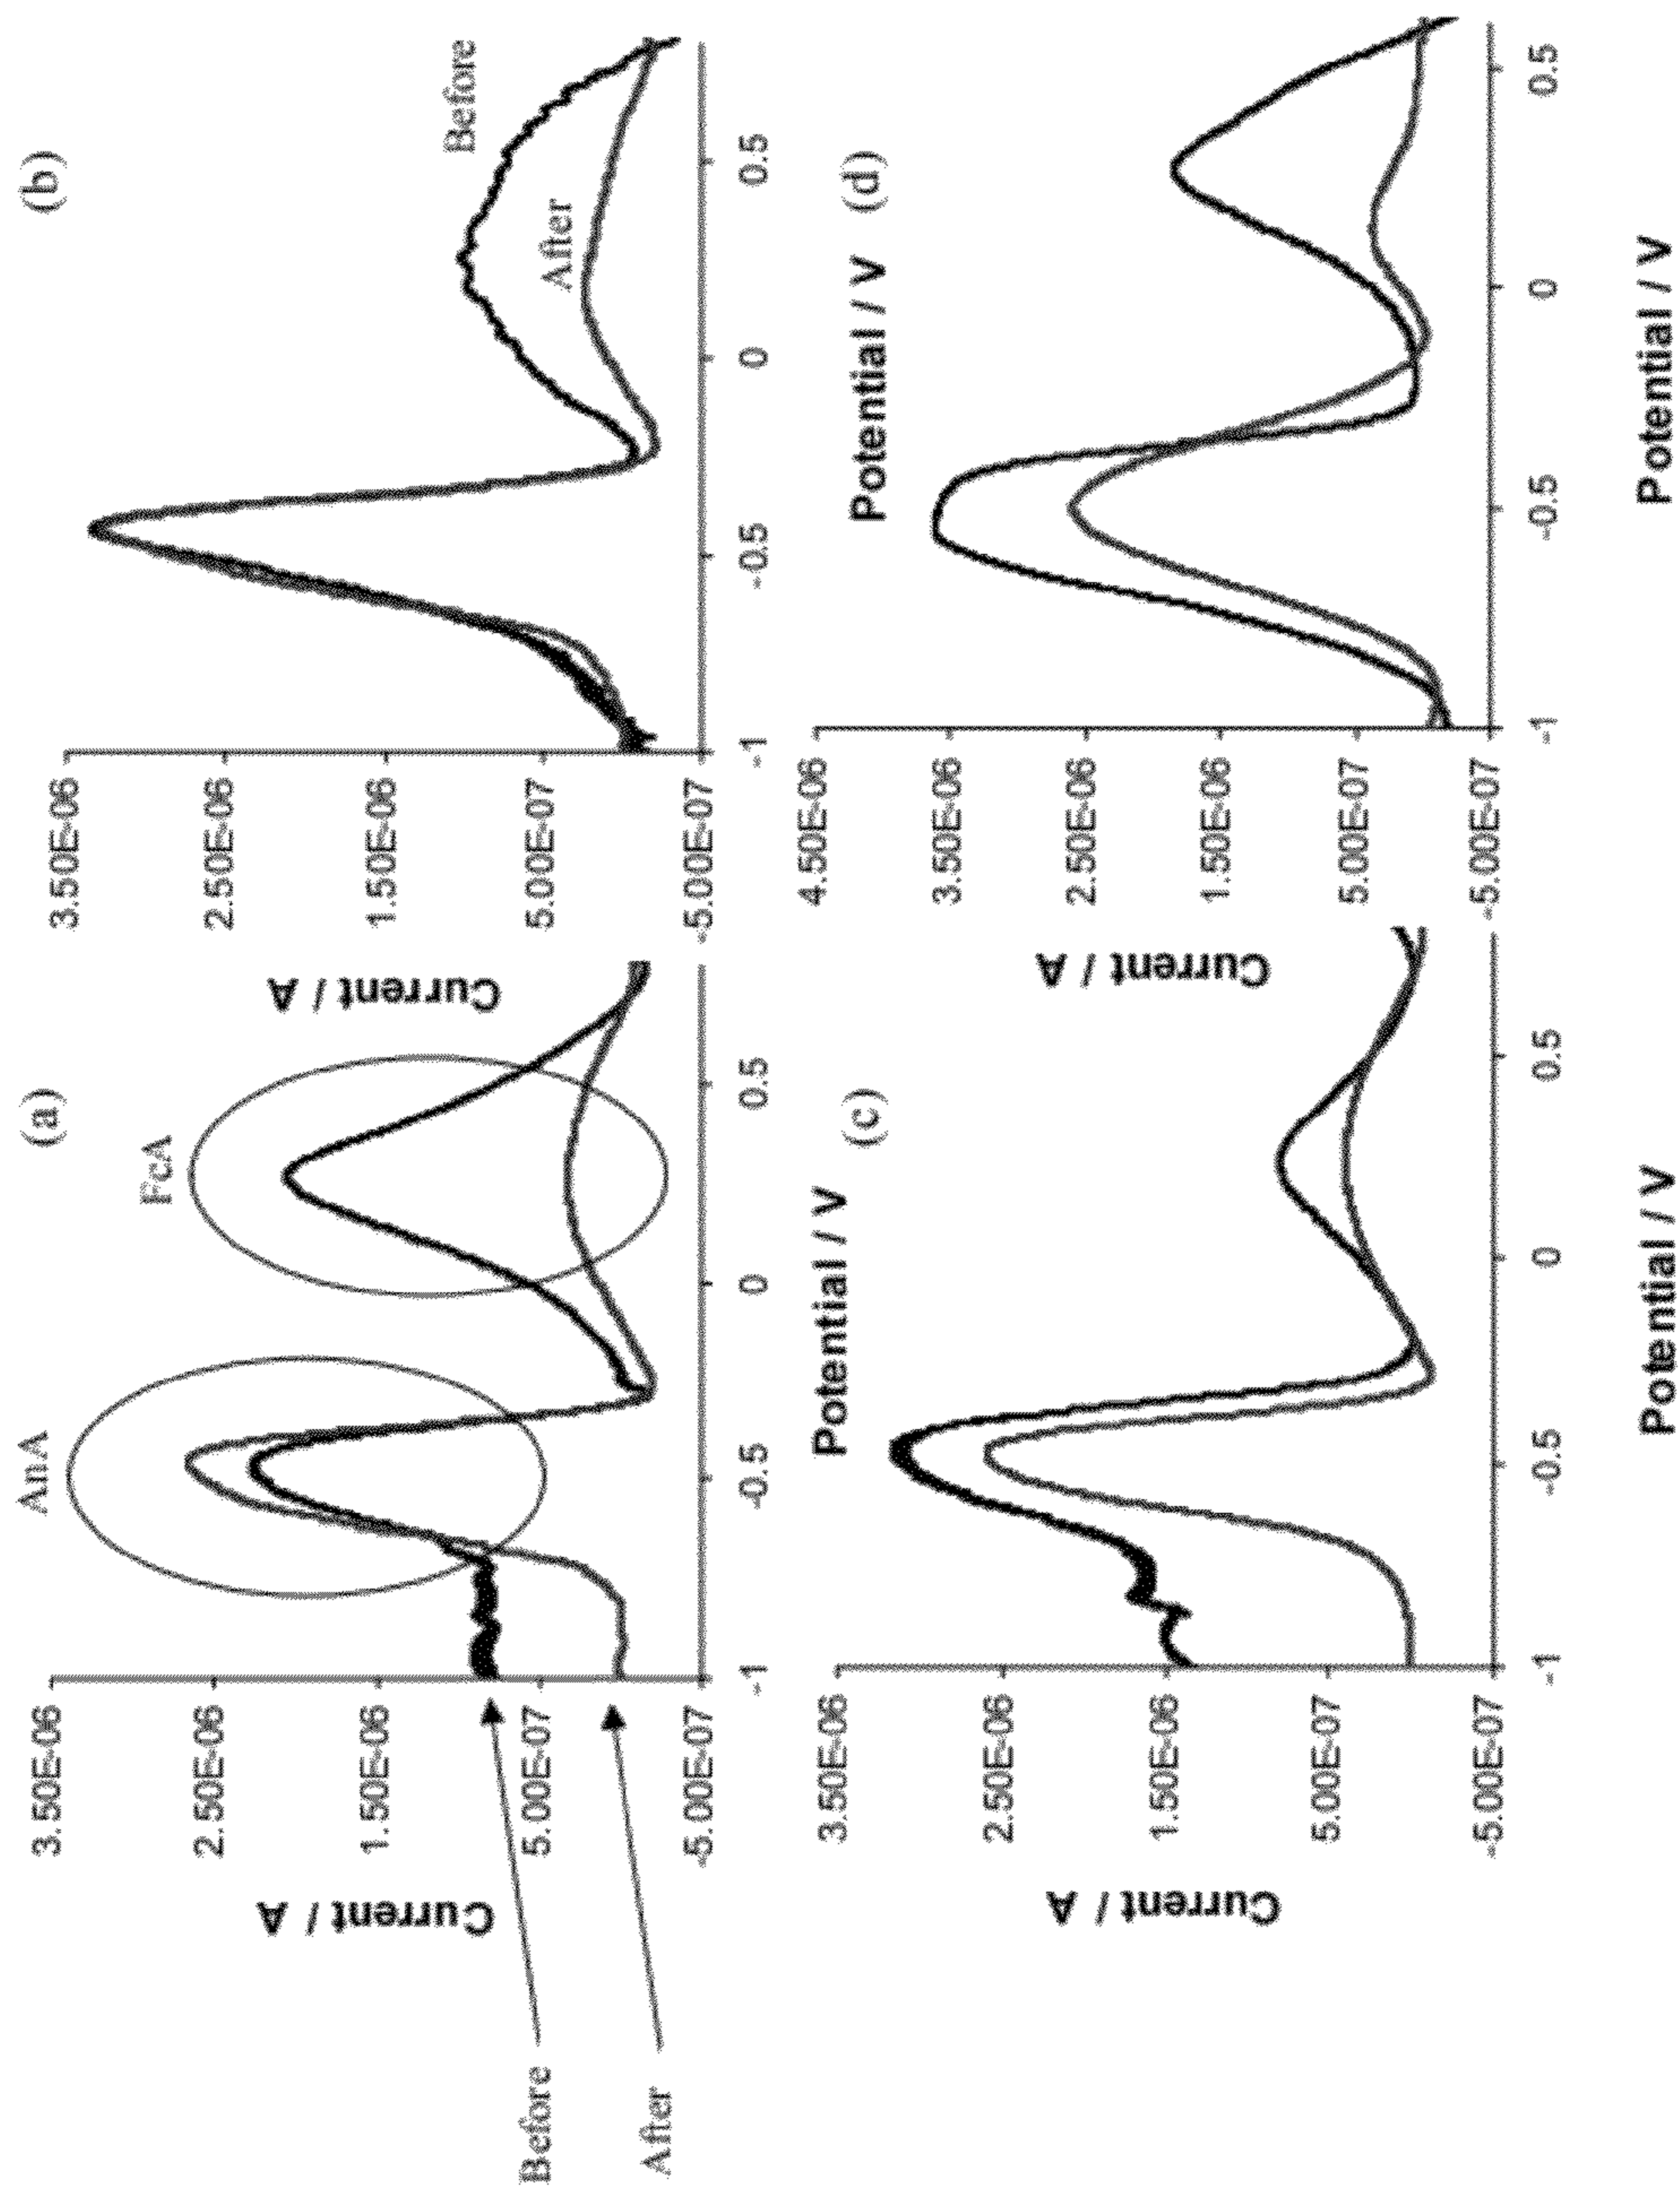 (a)
AnA
FcA
3.50E-06
2.50E-06
1.50E-06
5.00E-07
-5.00E-07
Current / A
-1
-0.5
0
0.5
Potential / V
Before
After
(b)
Before
After
3.50E-06
2.50E-06
1.50E-06
5.00E-07
-5.00E-07
Current / A
-1
-0.5
0
0.5
Potential / V
(c)
3.50E-06
2.50E-06
1.50E-06
5.00E-07
-5.00E-07
Current / A
-1
-0.5
0
0.5
Potential / V
(d)
4.50E-06
3.50E-06
2.50E-06
1.50E-06
5.00E-07
-5.00E-07
Current / A
-1
-0.5
0
0.5
Potential / V